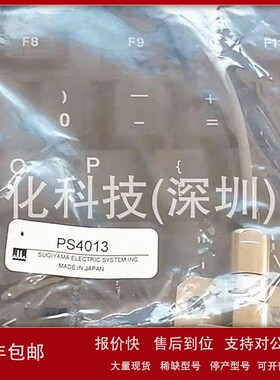 F8 F9 F1
) — +
0 - =
O P {
化科技(深圳)
PS4013
SUGIYAMA ELECTRIC SYSTEM INC.
MADE IN JAPAN
包邮
报价快 售后到位 支持对
大量现货 稀缺型号 停产型号 可开